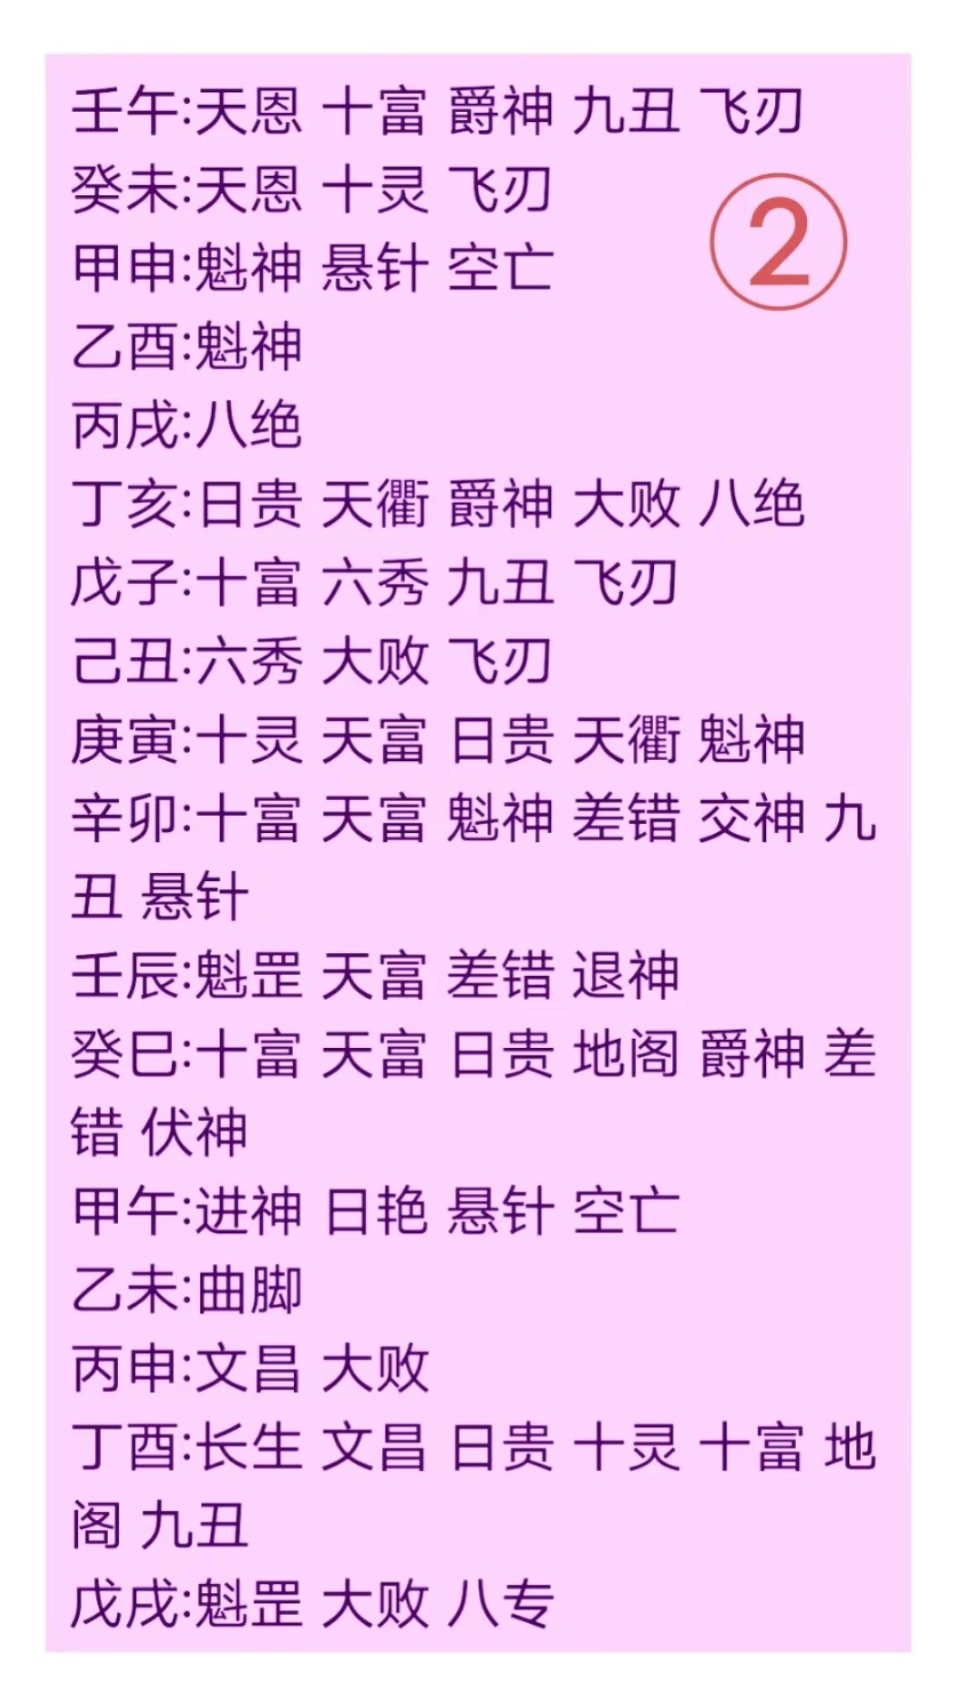 壬午:天恩 十富 爵神 九丑 飞刃
癸未:天恩 十灵 飞刃
②
甲申:魁神 悬针 空亡
乙酉:魁神
丙戌:八绝
丁亥:日贵 天衢 爵神 大败 八绝
戊子:十富 六秀 九丑 飞刃
己丑:六秀 大败 飞刃
庚寅:十灵 天富 日贵 天衢 魁神
辛卯:十富 天富 魁神 差错 交神 九
丑 悬针
壬辰:魁罡 天富 差错 退神
癸巳:十富 天富 日贵 地阁 爵神 差
错 伏神
甲午:进神 日艳 悬针 空亡
乙未:曲脚
丙申:文昌 大败
丁酉:长生 文昌 日贵 十灵 十富 地
阁 九丑
戊戌:魁罡 大败 八专